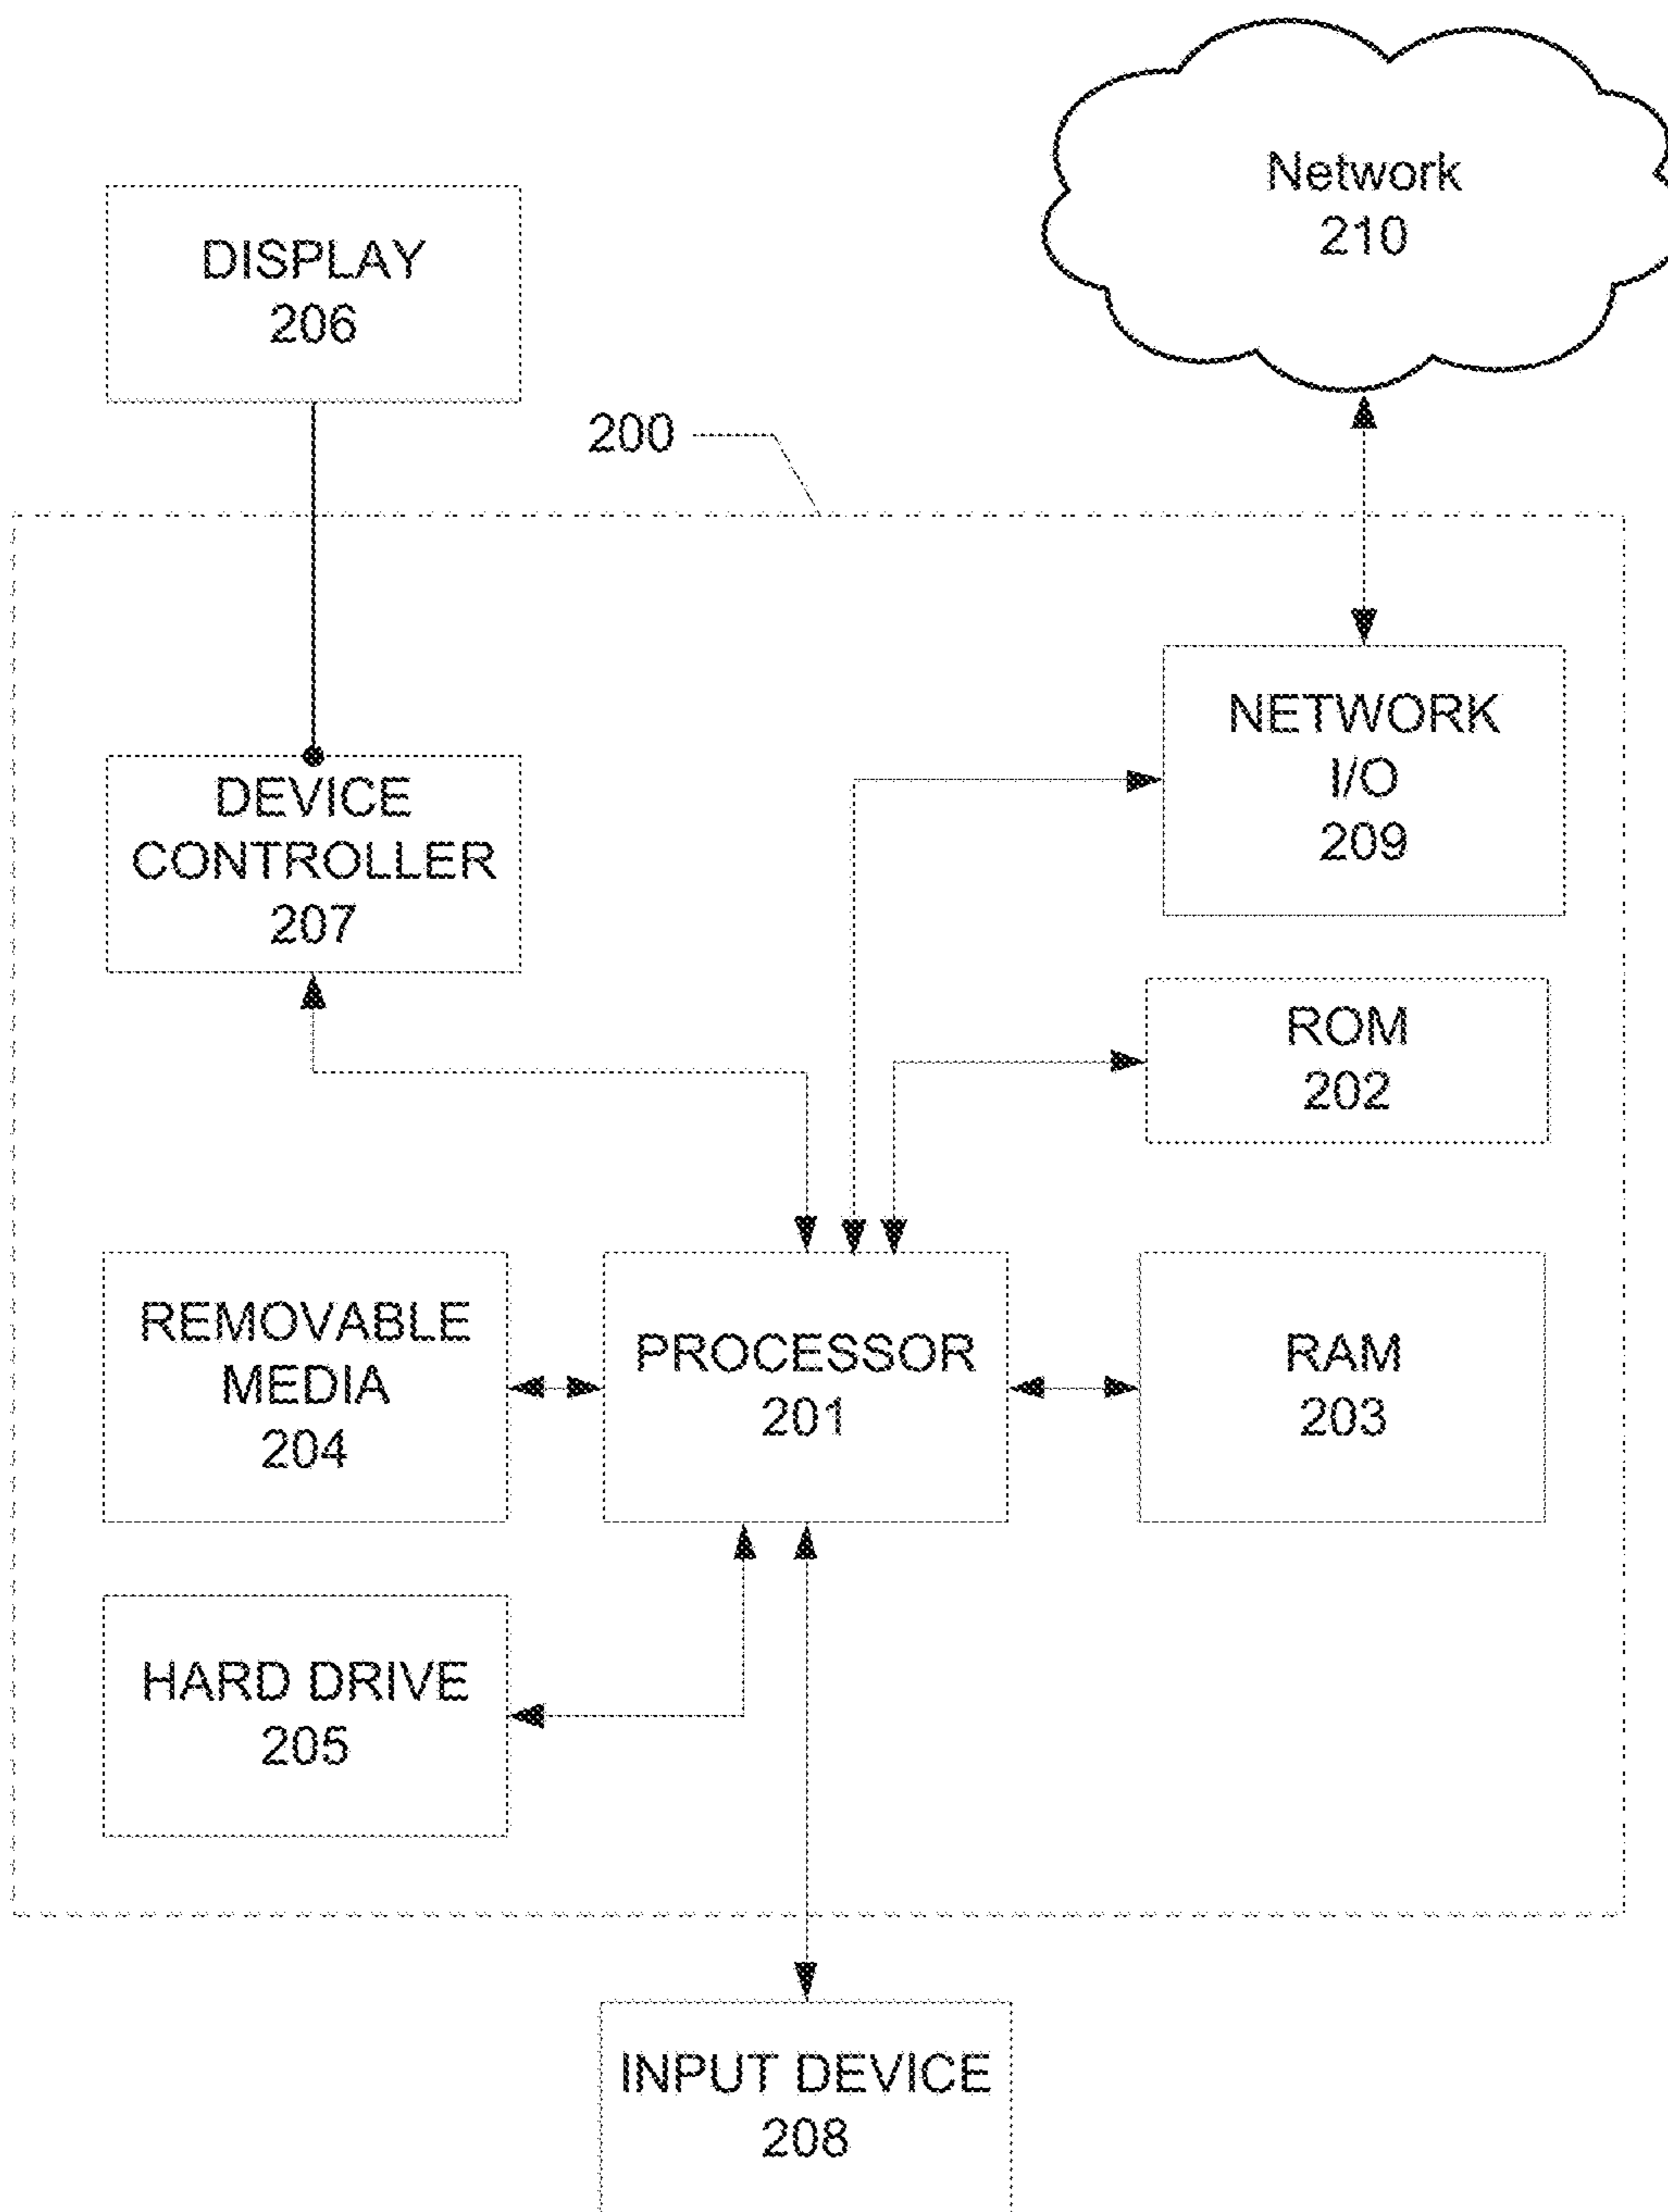 Network
210
DISPLAY
206
200
DEVICE
CONTROLLER
207
NETWORK
I/O
209
ROM
202
REMOVABLE
MEDIA
204
PROCESSOR
201
RAM
203
HARD DRIVE
205
INPUT DEVICE
208